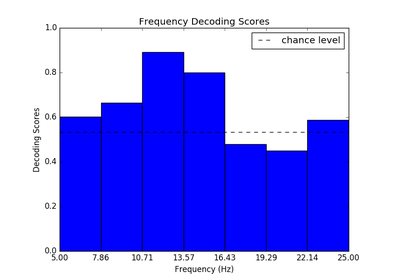 Frequency Decoding Scores
chance level
1.0
0.8
0.6
0.4
0.2
0.0
Decoding Scores
5.00 7.86 10.71 13.57 16.43 19.29 22.14 25.00
Frequency (Hz)